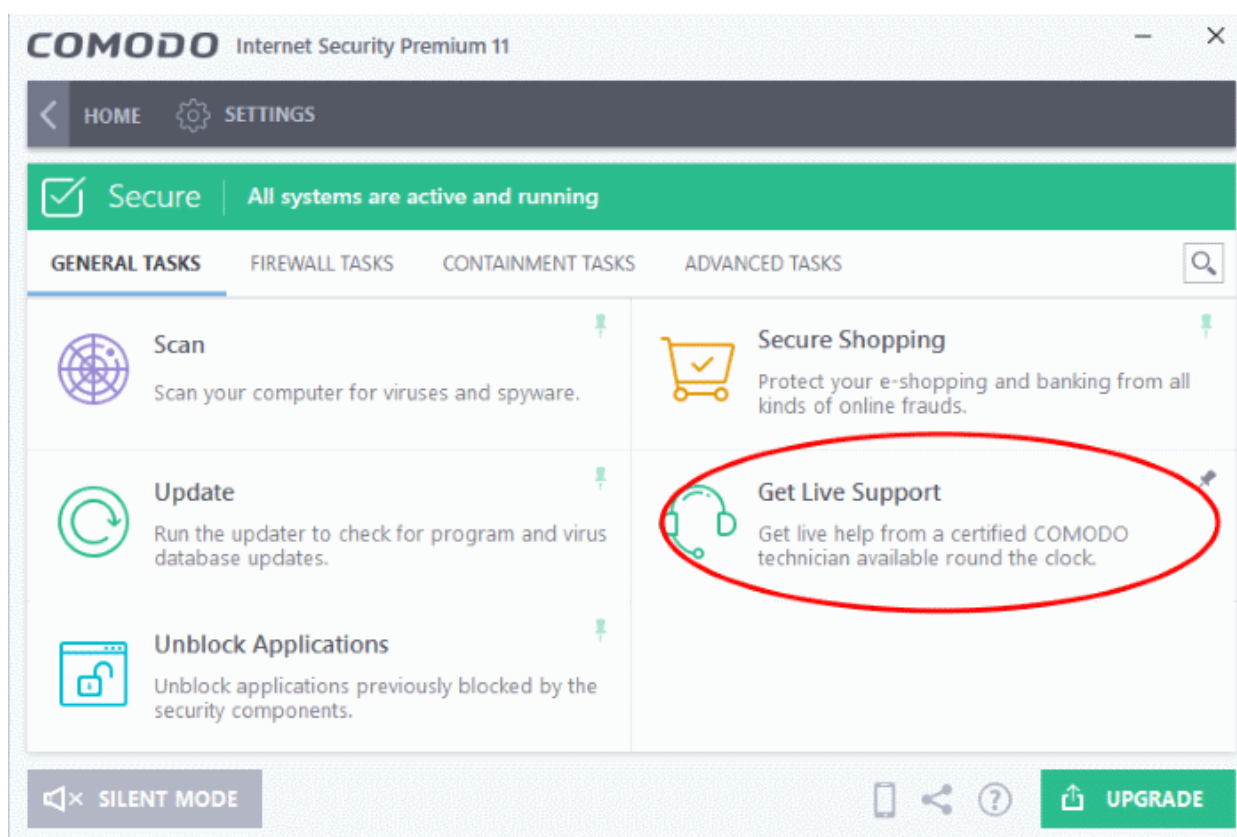 COMODO Internet Security Premium 11
HOME SETTINGS
Secure All systems are active and running
GENERAL TASKS FIREWALL TASKS CONTAINMENT TASKS ADVANCED TASKS
Scan
Scan your computer for viruses and spyware.
Secure Shopping
Protect your e-shopping and banking from all
kinds of online frauds.
Update
Run the updater to check for program and virus
database updates.
Get Live Support
Get live help from a certified COMODO
technician available round the clock.
Unblock Applications
Unblock applications previously blocked by the
security components.
SILENT MODE
UPGRADE